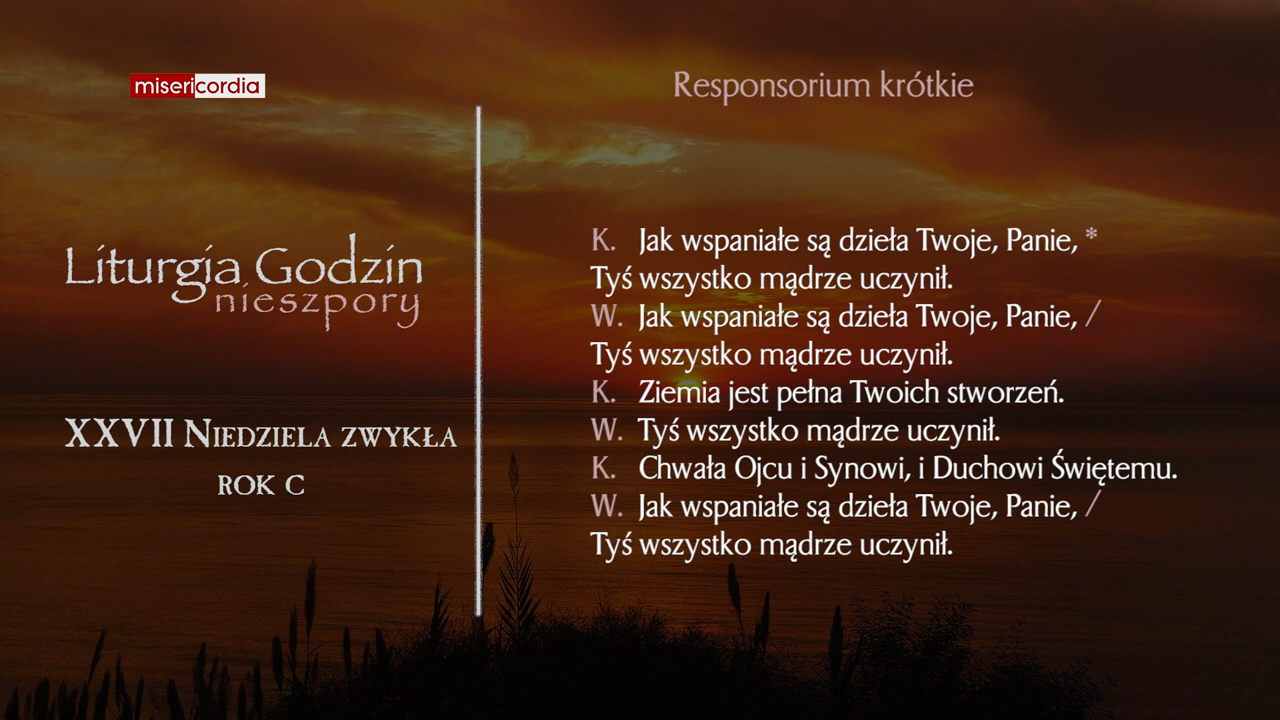 misericordia
Liturgia Godzin
nieszpory
XXVII Niedziela zwykła
rok C
Responsorium krótkie
K. Jak wspaniałe są dzieła Twoje, Panie, *
Tyś wszystko mądrze uczynił.
W. Jak wspaniałe są dzieła Twoje, Panie, /
Tyś wszystko mądrze uczynił.
K. Ziemia jest pełna Twoich stworzeń.
W. Tyś wszystko mądrze uczynił.
K. Chwała Ojcu i Synowi, i Duchowi Świętemu.
W. Jak wspaniałe są dzieła Twoje, Panie, /
Tyś wszystko mądrze uczynił.